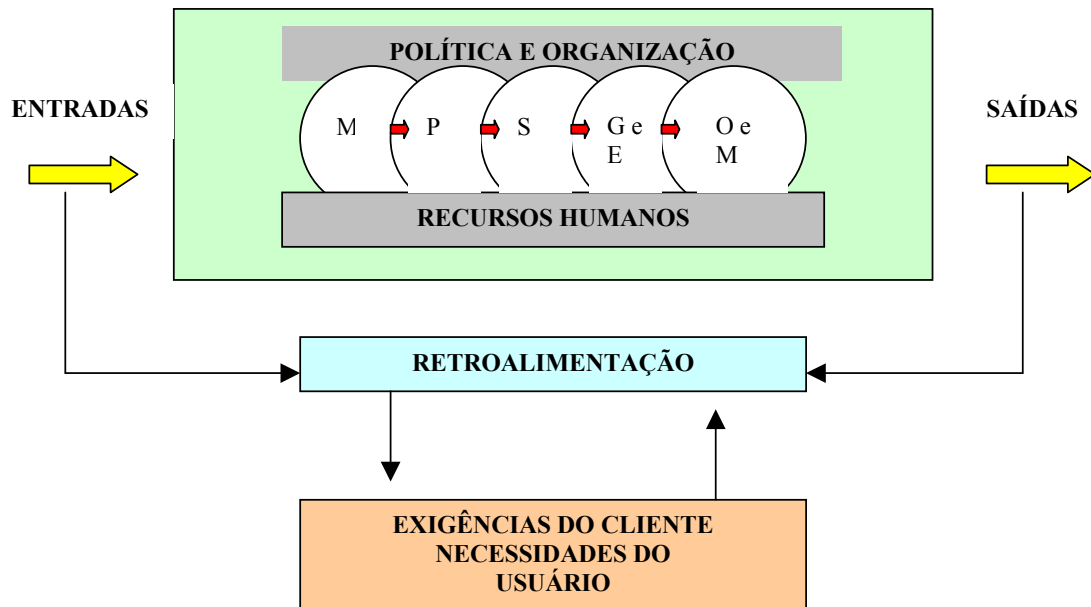 POLÍTICA E ORGANIZAÇÃO
ENTRADAS
SAÍDAS
M
P
S
G e
E
O e
M
RECURSOS HUMANOS
RETROALIMENTAÇÃO
EXIGÊNCIAS DO CLIENTE
NECESSIDADES DO
USUÁRIO